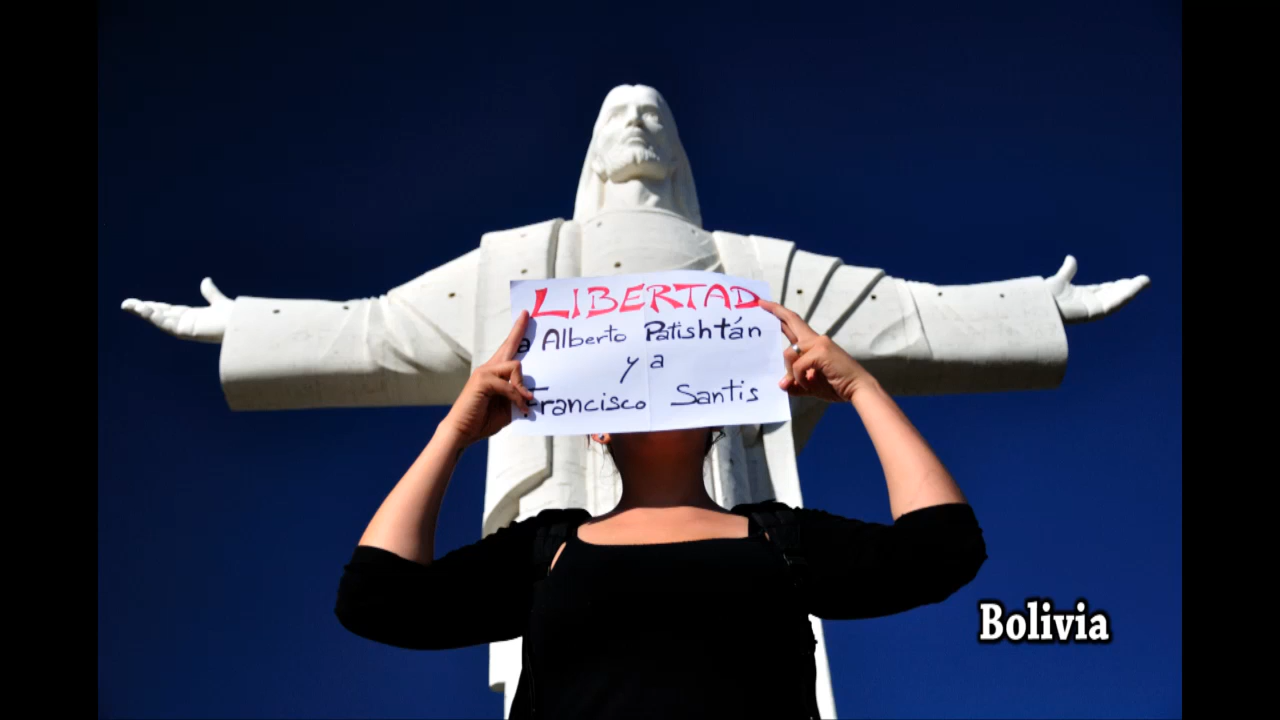 LIBERTAD
a Alberto Patishtán
y a
Francisco Santis
Bolivia